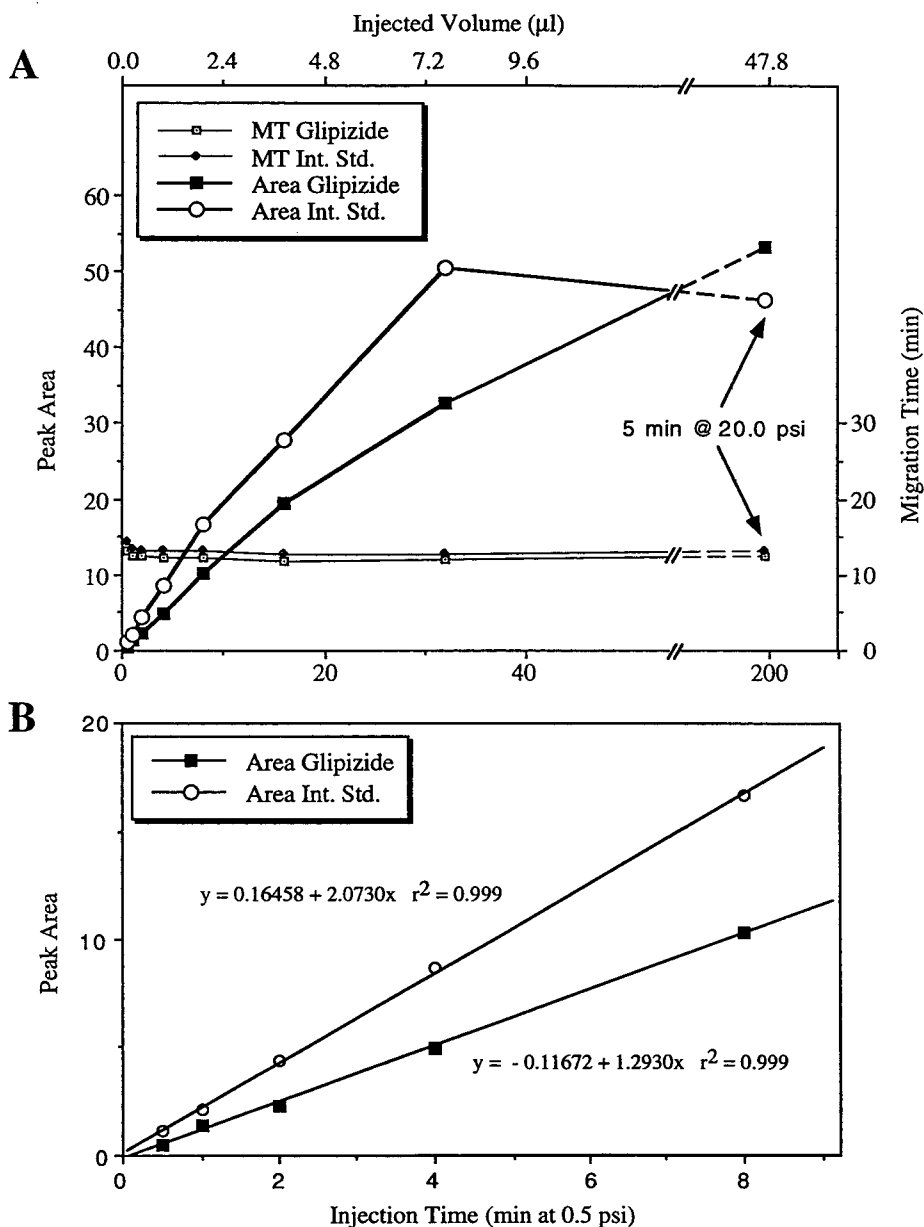 Injected Volume (µl)
A
0.0 2.4 4.8 7.2 9.6 47.8
MT Glipizide
MT Int. Std.
Area Glipizide
Area Int. Std.
60
50
40
30
20
10
0
Peak Area
30
20
10
0
Migration Time (min)
5 min @ 20.0 psi
0 20 40 200
B
20
10
0
Peak Area
Area Glipizide
Area Int. Std.
y = 0.16458 + 2.0730x r² = 0.999
y = - 0.11672 + 1.2930x r² = 0.999
0 2 4 6 8
Injection Time (min at 0.5 psi)